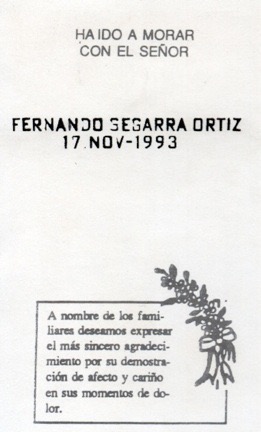 HA IDO A MORAR
CON EL SEÑOR
FERNANDO SEGARRA ORTIZ
17 NOV-1993
A nombre de los fami-
liares deseamos expresar
el más sincero agradeci-
miento por su demostra-
ción de afecto y cariño
en sus momentos de do-
lor.